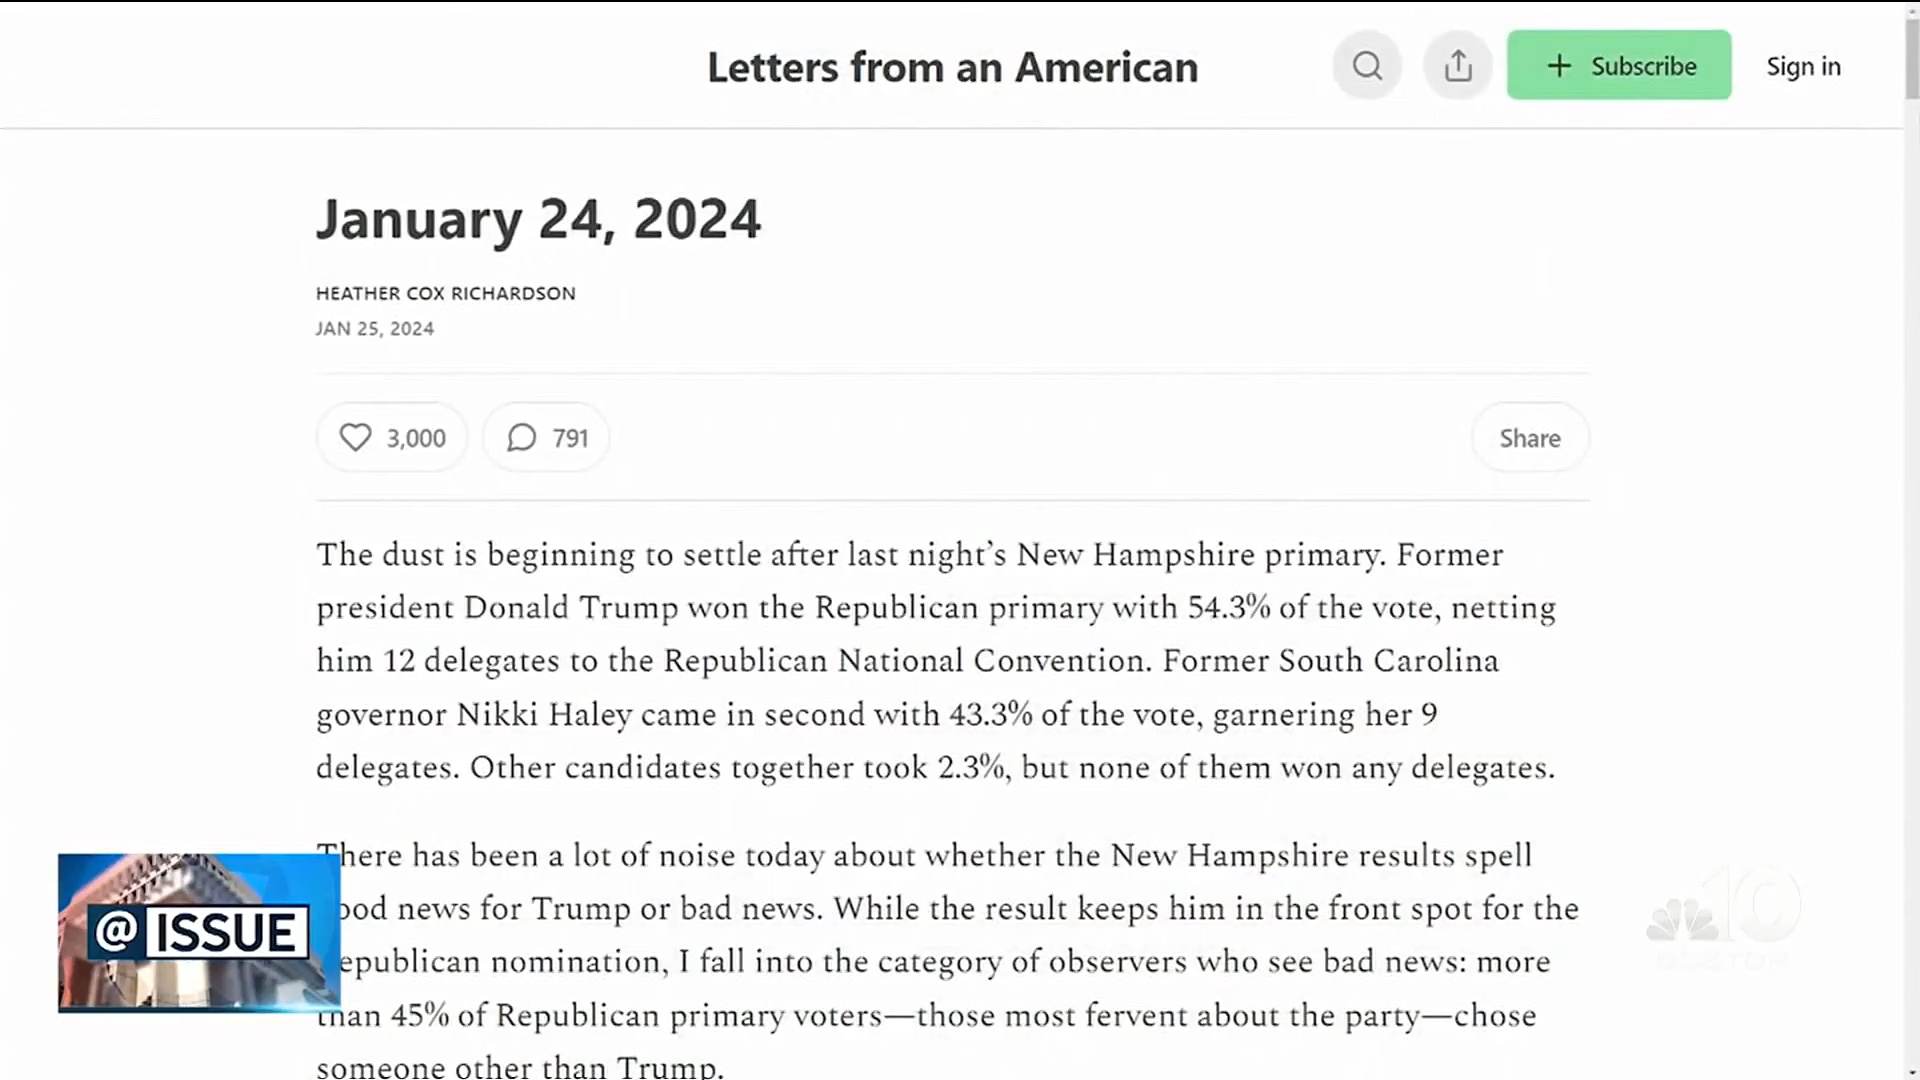 Letters from an American
+ Subscribe
Sign in
January 24, 2024
HEATHER COX RICHARDSON
JAN 25, 2024
3,000
791
Share
The dust is beginning to settle after last night’s New Hampshire primary. Former
president Donald Trump won the Republican primary with 54.3% of the vote, netting
him 12 delegates to the Republican National Convention. Former South Carolina
governor Nikki Haley came in second with 43.3% of the vote, garnering her 9
delegates. Other candidates together took 2.3%, but none of them won any delegates.
There has been a lot of noise today about whether the New Hampshire results spell
ood news for Trump or bad news. While the result keeps him in the front spot for the
epublican nomination, I fall into the category of observers who see bad news: more
than 45% of Republican primary voters—those most fervent about the party—chose
someone other than Trump.
@ ISSUE
10
BOSTON